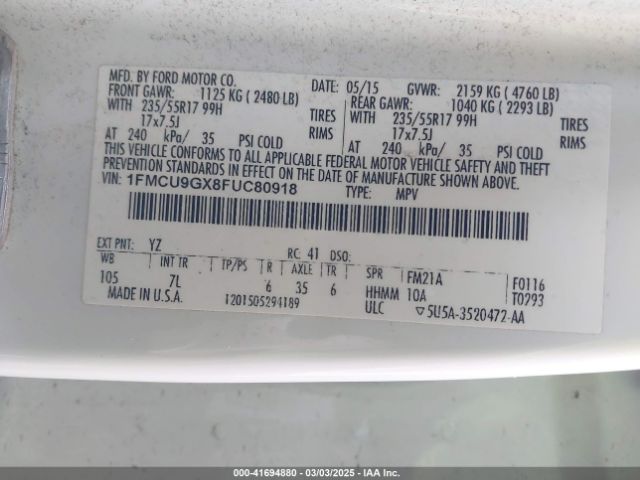 MFD. BY FORD MOTOR CO.
DATE: 05/15 GVWR: 2159 KG ( 4760 LB)
FRONT GAWR: 1125 KG ( 2480 LB) REAR GAWR: 1040 KG ( 2293 LB)
WITH 235/55R17 99H TIRES WITH 235/55R17 99H TIRES
17x7.5J RIMS 17x7.5J RIMS
AT 240 kPa/ 35 PSI COLD AT 240 kPa/ 35 PSI COLD
THIS VEHICLE CONFORMS TO ALL APPLICABLE FEDERAL MOTOR VEHICLE SAFETY AND THEFT
PREVENTION STANDARDS IN EFFECT ON THE DATE OF MANUFACTURE SHOWN ABOVE.
VIN: 1FMCU9GX8FUC80918 TYPE: MPV
EXT PNT: YZ RC: 41 DSO:
WB INT TR TP/PS R AXLE TR SPR FM21A F0116
105 7L 6 35 6 HHMM 10A T0293
MADE IN U.S.A. 1201505294189 ULC ▽5U5A-3520472-AA
000-41694880 - 03/03/2025 - IAA Inc.